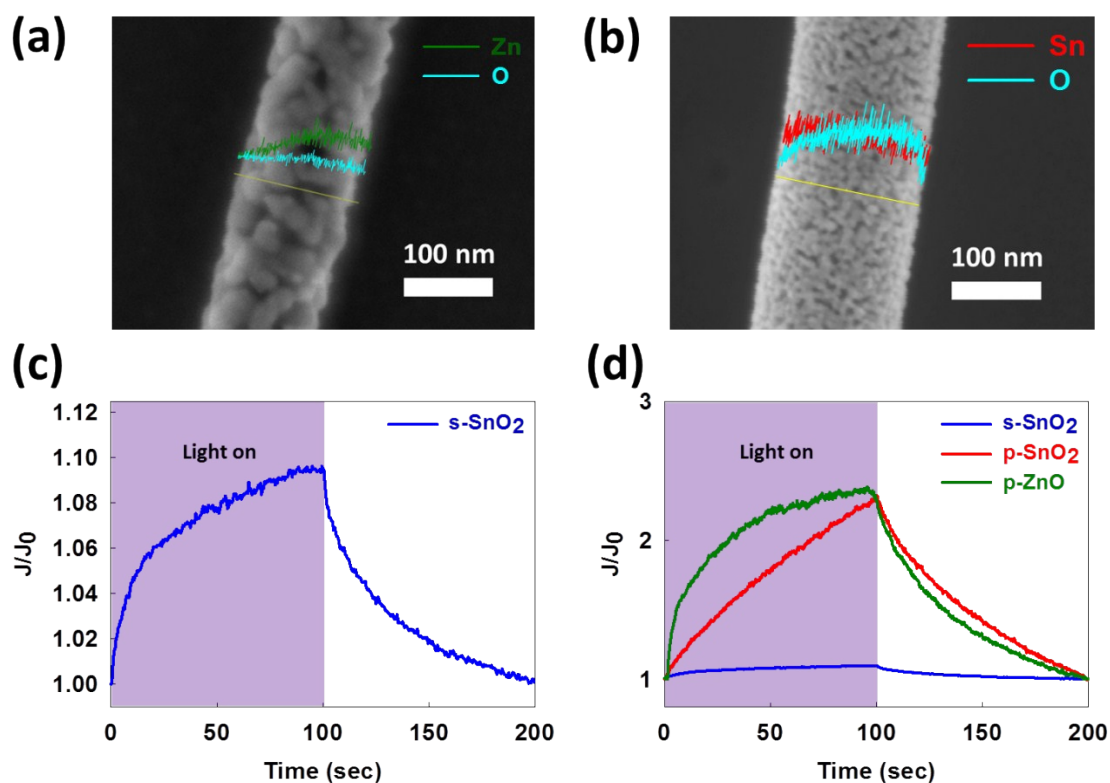 (a)
Zn
O
100 nm
(b)
Sn
O
100 nm
(c)
1.12
1.10
1.08
1.06
1.04
1.02
1.00
J/J0
s-SnO2
Light on
0 50 100 150 200
Time (sec)
(d)
3
2
1
J/J0
s-SnO2
p-SnO2
p-ZnO
Light on
0 50 100 150 200
Time (sec)